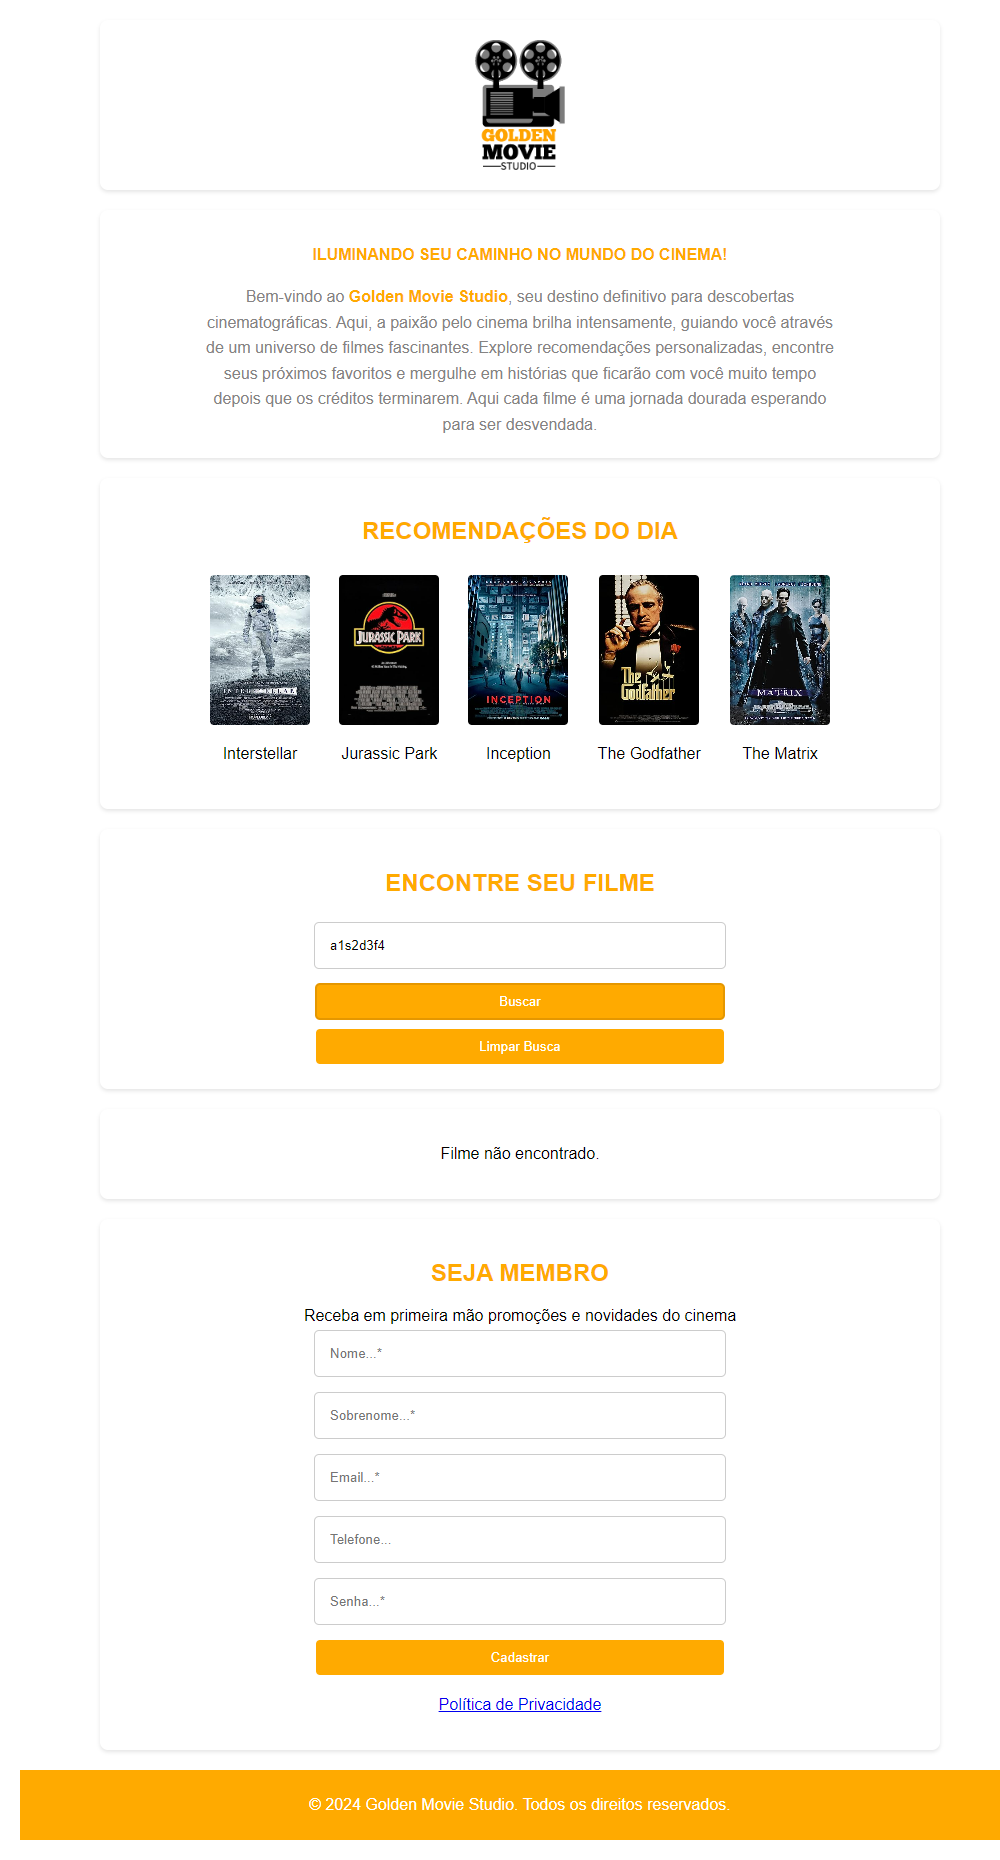 GOLDEN
MOVIE
STUDIO
ILUMINANDO SEU CAMINHO NO MUNDO DO CINEMA!
Bem-vindo ao Golden Movie Studio, seu destino definitivo para descobertas
cinematográficas. Aqui, a paixão pelo cinema brilha intensamente, guiando você através
de um universo de filmes fascinantes. Explore recomendações personalizadas, encontre
seus próximos favoritos e mergulhe em histórias que ficarão com você muito tempo
depois que os créditos terminarem. Aqui cada filme é uma jornada dourada esperando
para ser desvendada.
RECOMENDAÇÕES DO DIA
INTERSTELLAR
JURASSIC PARK
INCEPTION
The Godfather
MATRIX
Interstellar
Jurassic Park
Inception
The Godfather
The Matrix
ENCONTRE SEU FILME
a1s2d3f4
Buscar
Limpar Busca
Filme não encontrado.
SEJA MEMBRO
Receba em primeira mão promoções e novidades do cinema
Nome...*
Sobrenome...*
Email...*
Telefone...
Senha...*
Cadastrar
Política de Privacidade
© 2024 Golden Movie Studio. Todos os direitos reservados.